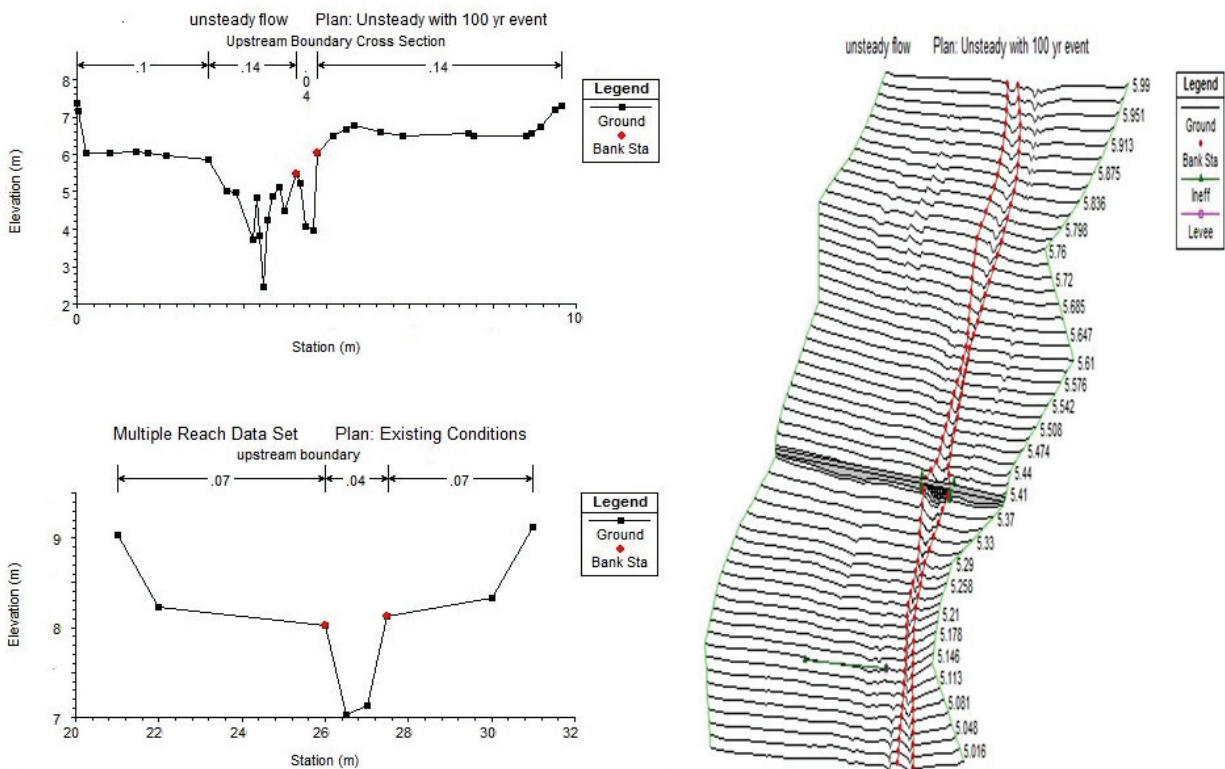 unsteady flow Plan: Unsteady with 100 yr event
Upstream Boundary Cross Section
.1 .14 .04 .14
Legend
Ground
Bank Sta
8
7
6
5
4
3
2
Elevation (m)
0 10
Station (m)
Multiple Reach Data Set Plan: Existing Conditions
upstream boundary
.07 .04 .07
Legend
Ground
Bank Sta
9
8
7
Elevation (m)
20 22 24 26 28 30 32
Station (m)
unsteady flow Plan: Unsteady with 100 yr event
Legend
Ground
Bank Sta
Ineff
Levee
5.99
5.951
5.913
5.875
5.836
5.798
5.76
5.72
5.685
5.647
5.61
5.576
5.542
5.508
5.474
5.44
5.41
5.37
5.33
5.29
5.258
5.21
5.178
5.146
5.113
5.081
5.048
5.016